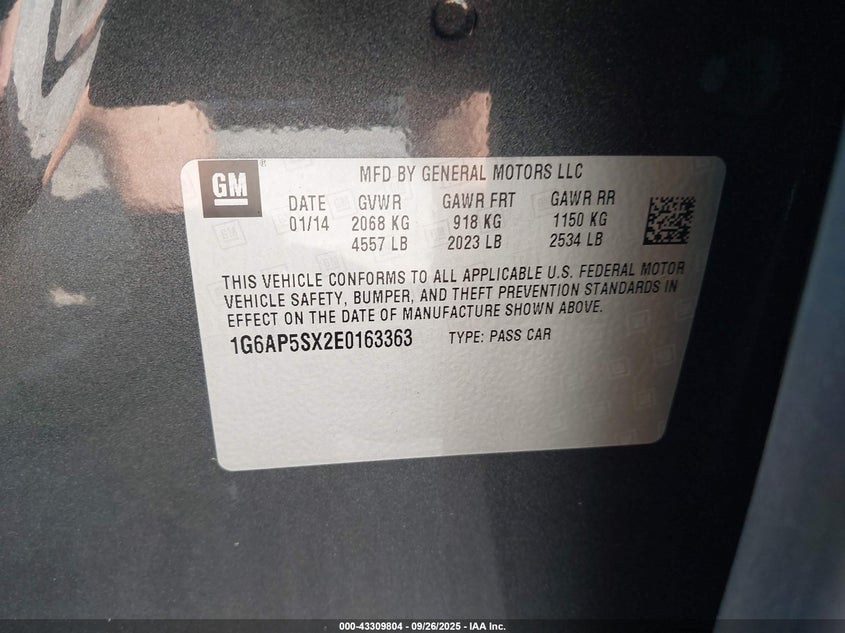 GM
MFD BY GENERAL MOTORS LLC
DATE GVWR GAWR FRT GAWR RR
01/14 2068 KG 918 KG 1150 KG
4557 LB 2023 LB 2534 LB
THIS VEHICLE CONFORMS TO ALL APPLICABLE U.S. FEDERAL MOTOR
VEHICLE SAFETY, BUMPER, AND THEFT PREVENTION STANDARDS IN
EFFECT ON THE DATE OF MANUFACTURE SHOWN ABOVE.
1G6AP5SX2E0163363 TYPE: PASS CAR
000-43309804 - 09/26/2025 - IAA Inc.